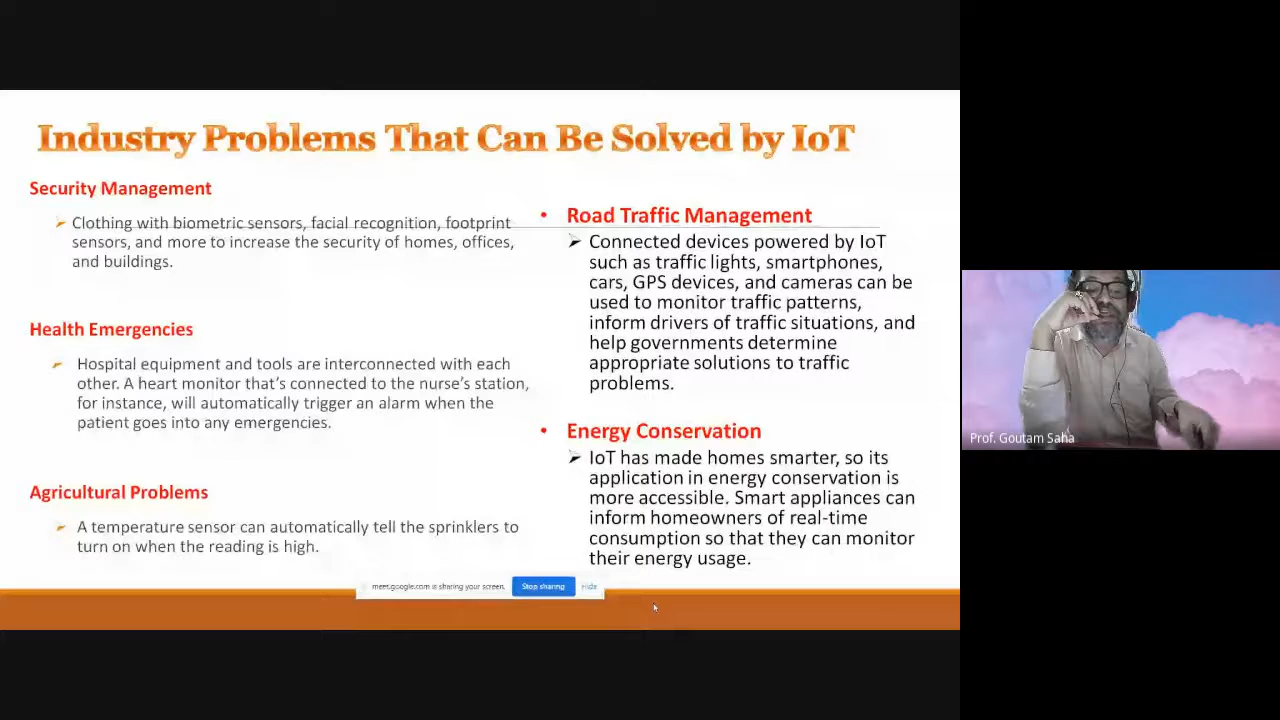 Industry Problems That Can Be Solved by IoT
Security Management
Clothing with biometric sensors, facial recognition, footprint
sensors, and more to increase the security of homes, offices,
and buildings.
Health Emergencies
Hospital equipment and tools are interconnected with each
other. A heart monitor that's connected to the nurse's station,
for instance, will automatically trigger an alarm when the
patient goes into any emergencies.
Agricultural Problems
A temperature sensor can automatically tell the sprinklers to
turn on when the reading is high.
Road Traffic Management
Connected devices powered by IoT
such as traffic lights, smartphones,
cars, GPS devices, and cameras can be
used to monitor traffic patterns,
inform drivers of traffic situations, and
help governments determine
appropriate solutions to traffic
problems.
Energy Conservation
IoT has made homes smarter, so its
application in energy conservation is
more accessible. Smart appliances can
inform homeowners of real-time
consumption so that they can monitor
their energy usage.
meet.google.com is sharing your screen.
Stop sharing
Hide
Prof. Goutam Saha